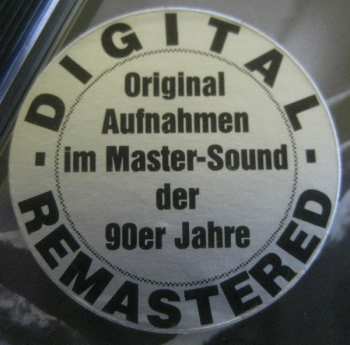 · DIGITAL ·
Original
Aufnahmen
im Master-Sound
der
90er Jahre
REMASTERED